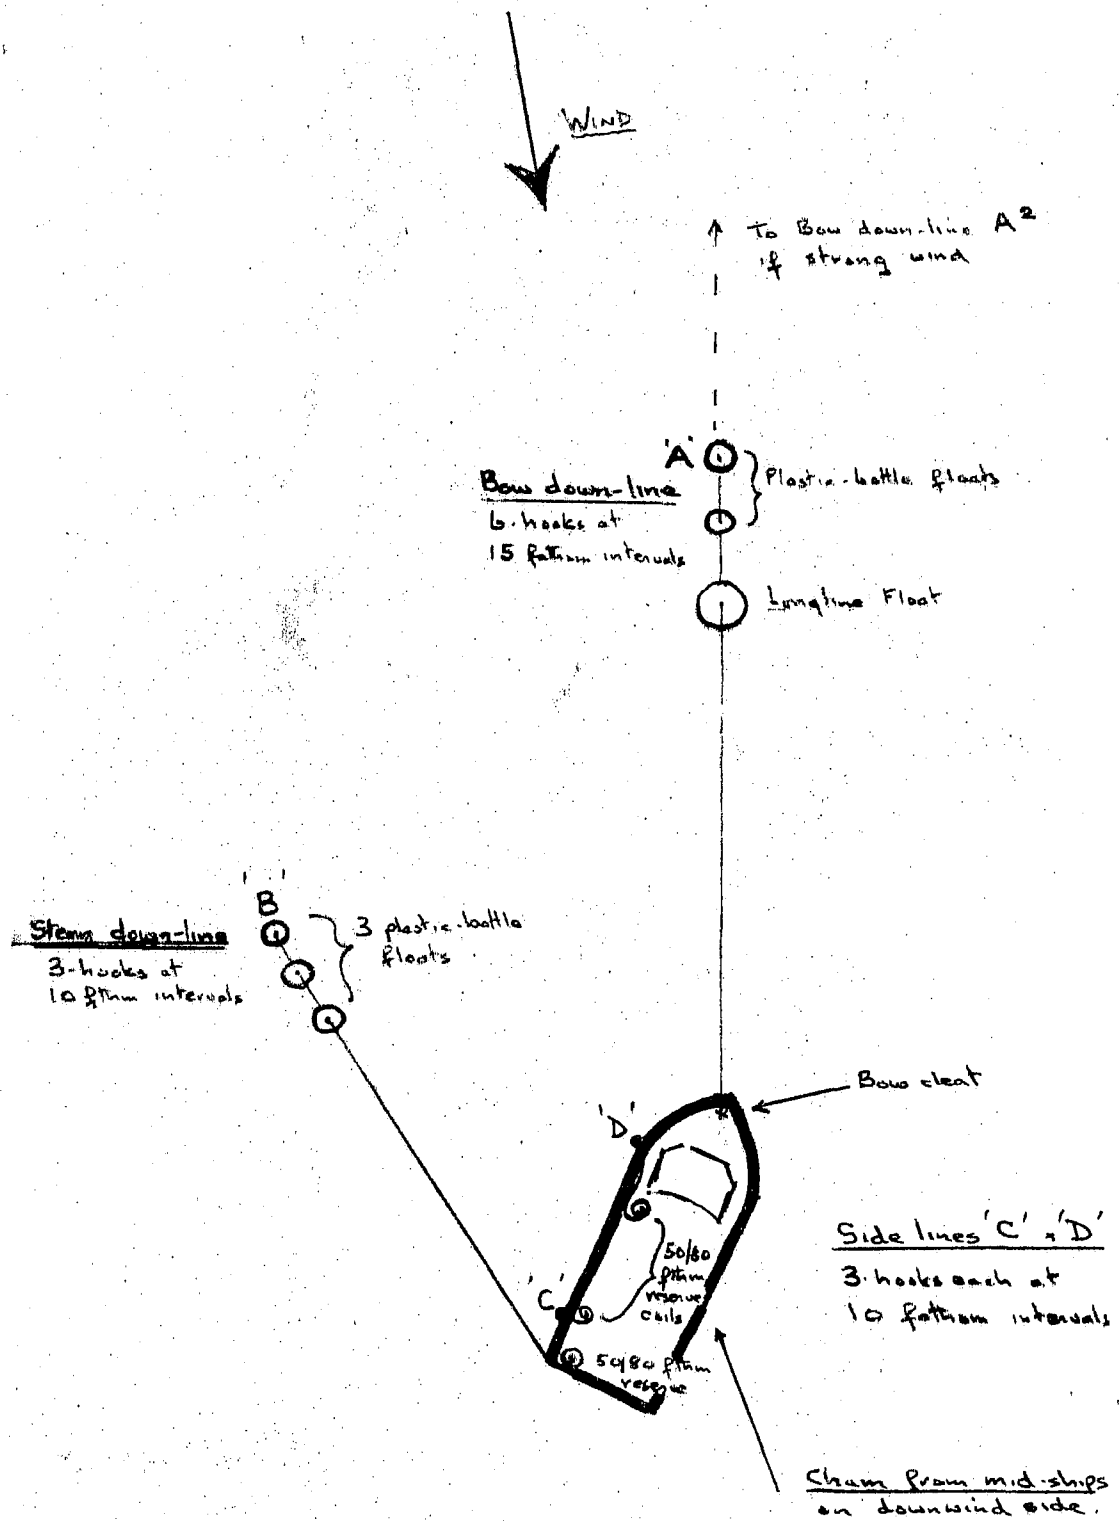 WIND
To Bow down-line A²
if strong wind
'A'
Plastic-bottle floats
Bow down-line
6-hooks at
15 fathom intervals
Longline Float
'B'
Stern down-line
3-hooks at
10 fthm intervals
3 plastic-bottle
floats
Bow cleat
'D'
50/80
fthm
reserve
coils
Side lines 'C' + 'D'
3-hooks each at
10 fathom intervals
'C'
50/80 fthm
reserve
Chum from mid-ships
on downwind side.